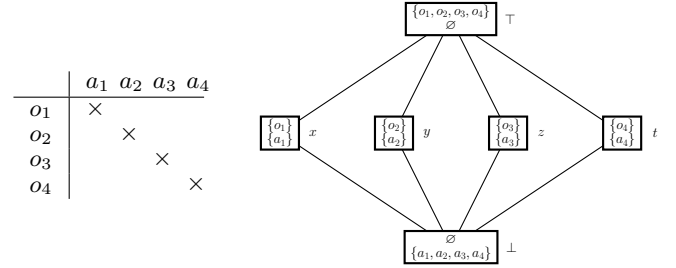 a₁ a₂ a₃ a₄
o₁ ×
o₂ ×
o₃ ×
o₄ ×
{o₁, o₂, o₃, o₄}
∅
⊤
{o₁}
{a₁}
x
{o₂}
{a₂}
y
{o₃}
{a₃}
z
{o₄}
{a₄}
t
∅
{a₁, a₂, a₃, a₄}
⊥